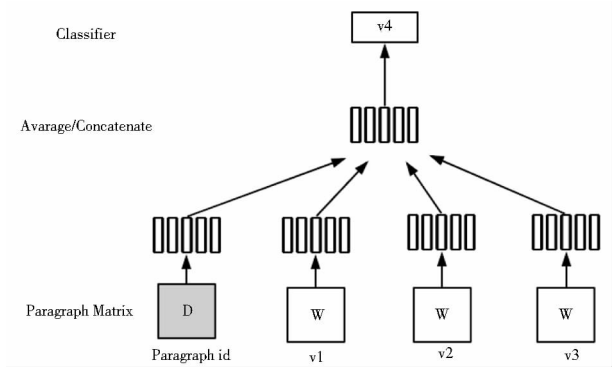 Classifier
v4
Avarage/Concatenate
Paragraph Matrix
D
W
W
W
Paragraph id
v1
v2
v3